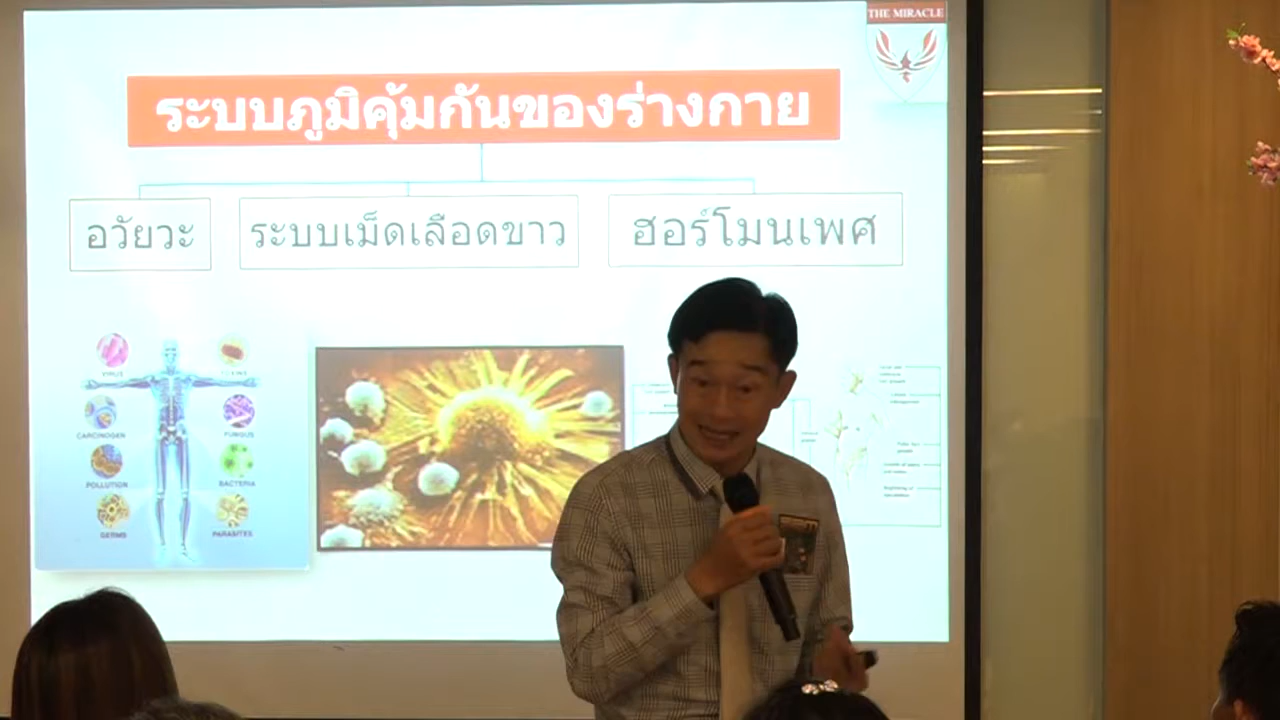 THE MIRACLE
ระบบภูมิคุ้มกันของร่างกาย
อวัยวะ
ระบบเม็ดเลือดขาว
ฮอร์โมนเพศ
VIRUS
CARCINOGEN
FUNGUS
POLLUTION
BACTERIA
GERMS
PARASITES